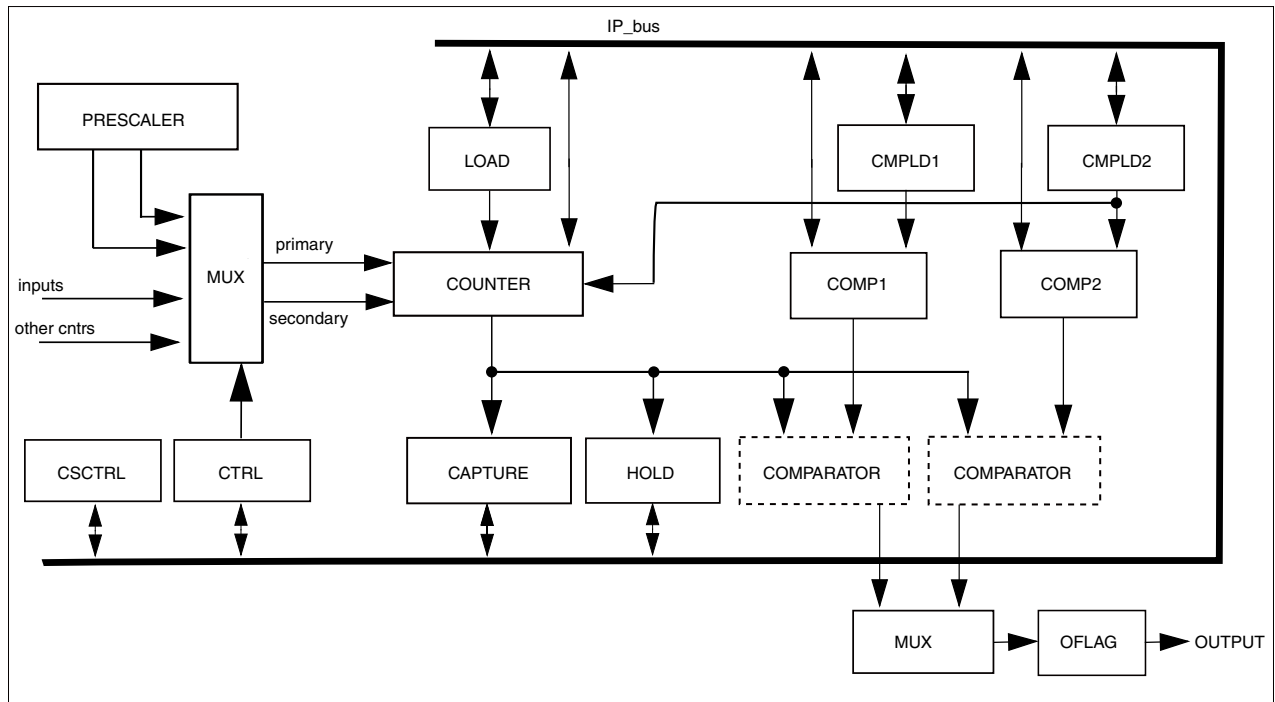 IP_bus
PRESCALER
LOAD
CMPLD1
CMPLD2
primary
MUX
inputs
COUNTER
COMP1
COMP2
secondary
other cntrs
CSCTRL
CTRL
CAPTURE
HOLD
COMPARATOR
COMPARATOR
MUX
OFLAG
OUTPUT